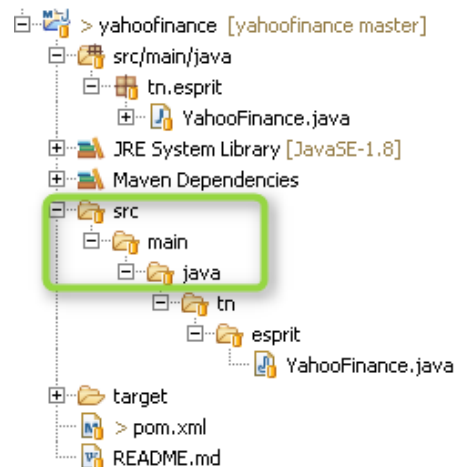 > yahoofinance [yahoofinance master]
src/main/java
tn.esprit
YahooFinance.java
JRE System Library [JavaSE-1.8]
Maven Dependencies
src
main
java
tn
esprit
YahooFinance.java
target
> pom.xml
README.md